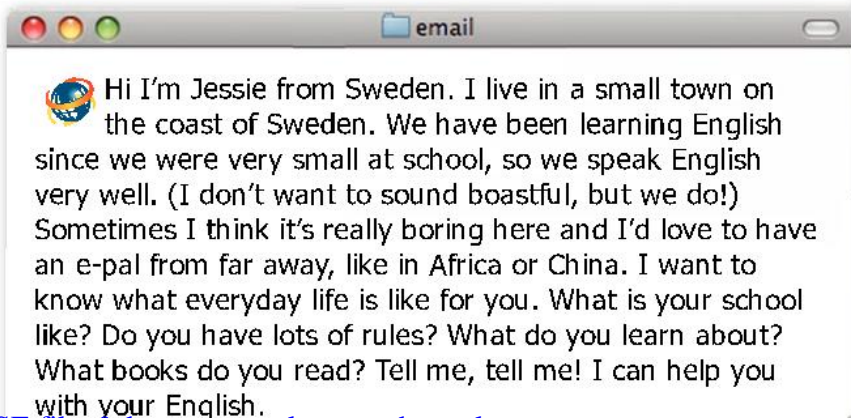 email
Hi I'm Jessie from Sweden. I live in a small town on
the coast of Sweden. We have been learning English
since we were very small at school, so we speak English
very well. (I don't want to sound boastful, but we do!)
Sometimes I think it's really boring here and I'd love to have
an e-pal from far away, like in Africa or China. I want to
know what everyday life is like for you. What is your school
like? Do you have lots of rules? What do you learn about?
What books do you read? Tell me, tell me! I can help you
with your English.